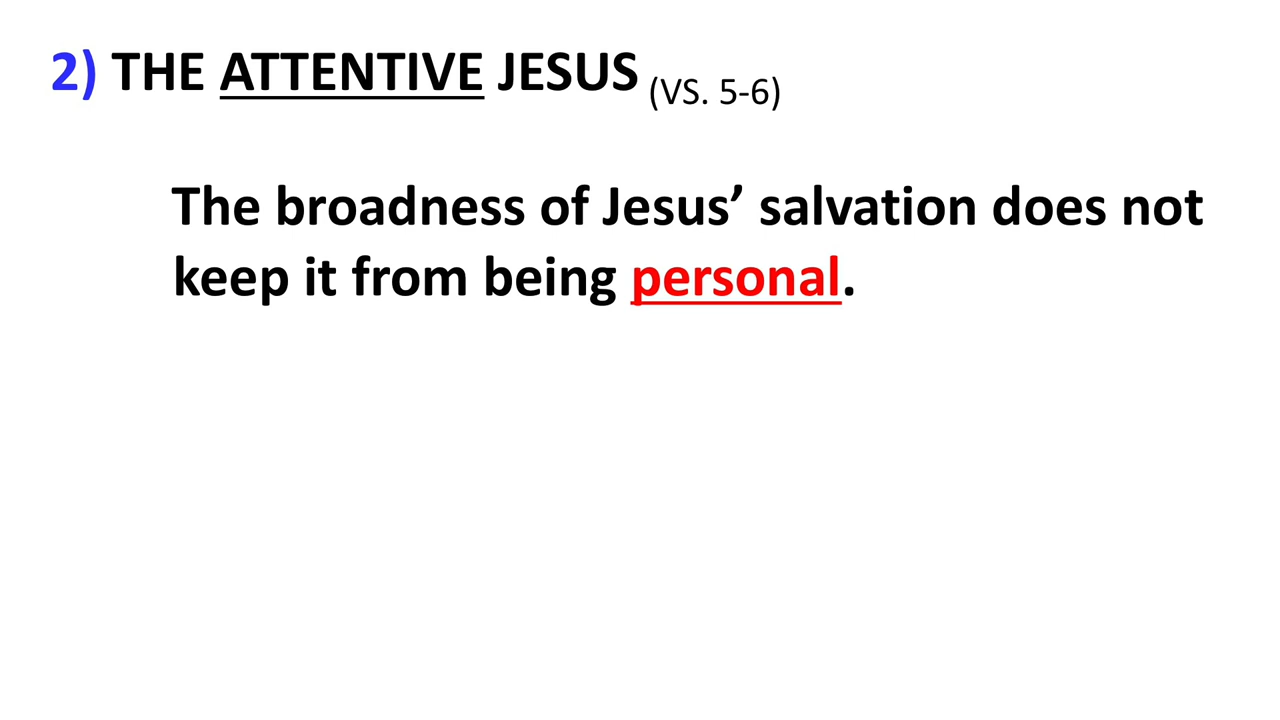 2) THE ATTENTIVE JESUS (VS. 5-6)
The broadness of Jesus’ salvation does not
keep it from being personal.